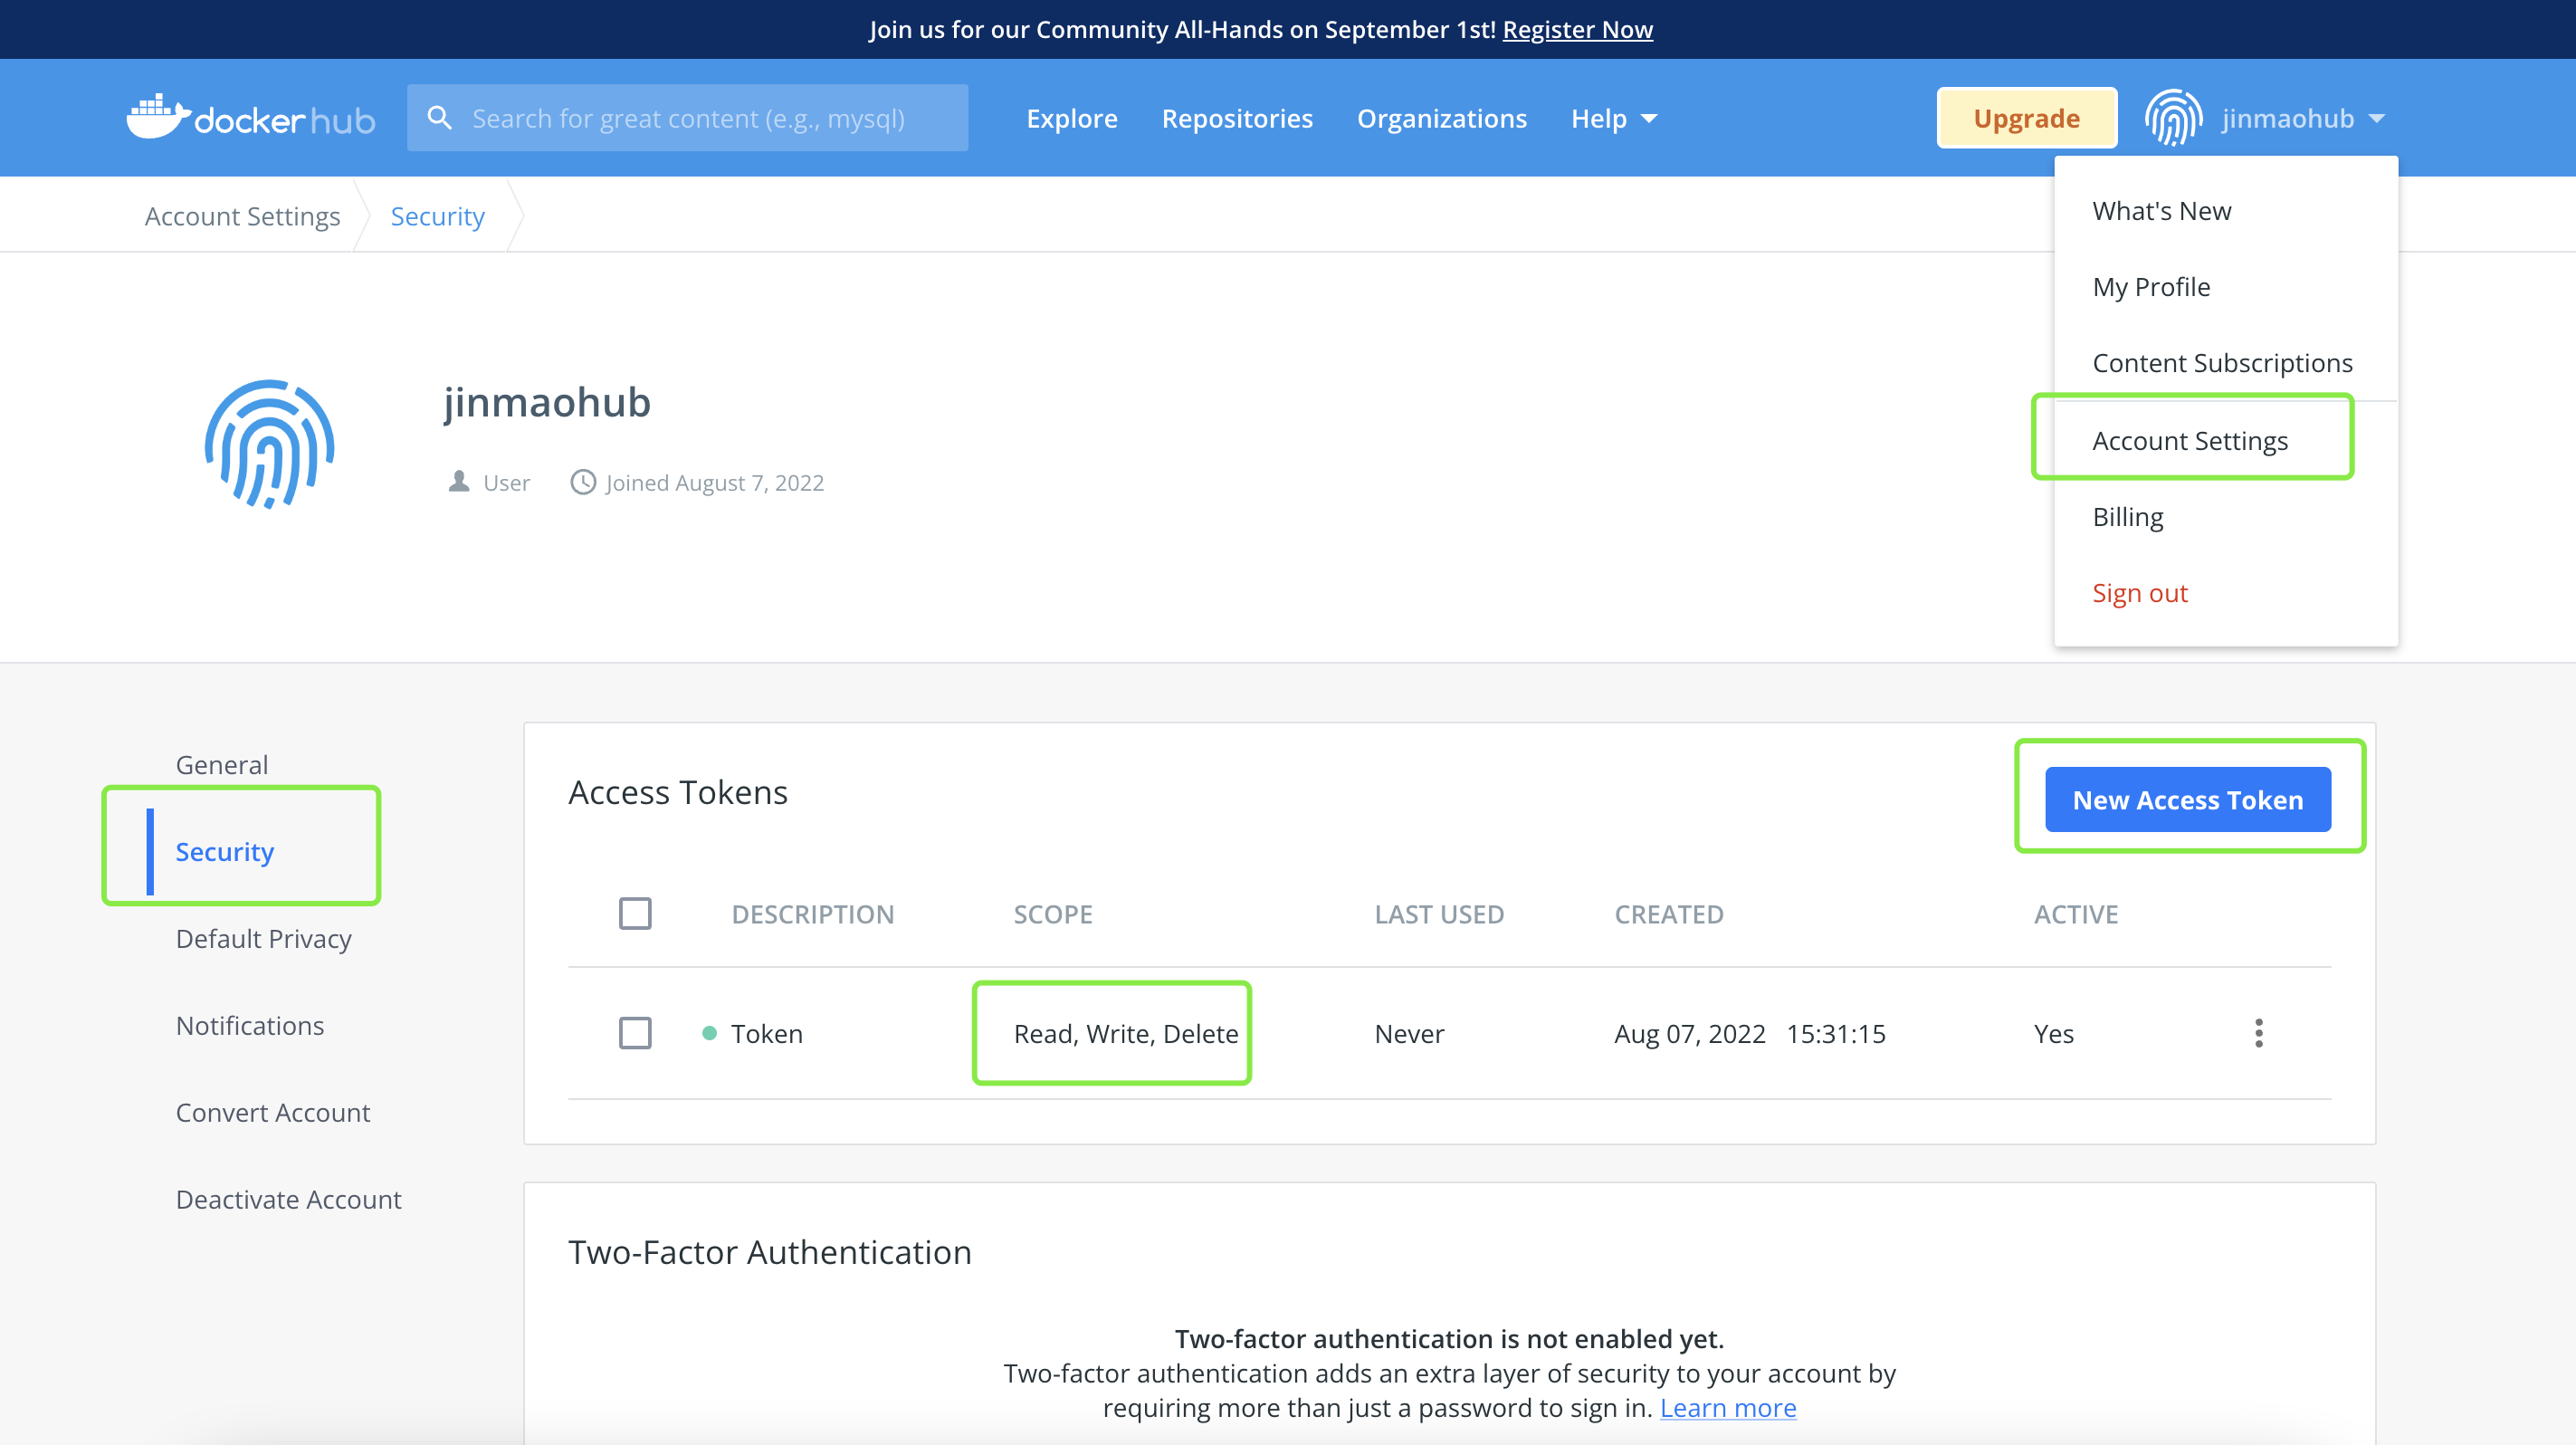 Join us for our Community All-Hands on September 1st! Register Now
dockerhub
Search for great content (e.g., mysql)
Explore
Repositories
Organizations
Help
Upgrade
jinmaohub
What's New
My Profile
Content Subscriptions
Account Settings
Billing
Sign out
Account Settings
Security
jinmaohub
User
Joined August 7, 2022
General
Security
Default Privacy
Notifications
Convert Account
Deactivate Account
Access Tokens
New Access Token
DESCRIPTION SCOPE LAST USED CREATED ACTIVE
Token Read, Write, Delete Never Aug 07, 2022 15:31:15 Yes
Two-Factor Authentication
Two-factor authentication is not enabled yet.
Two-factor authentication adds an extra layer of security to your account by
requiring more than just a password to sign in. Learn more